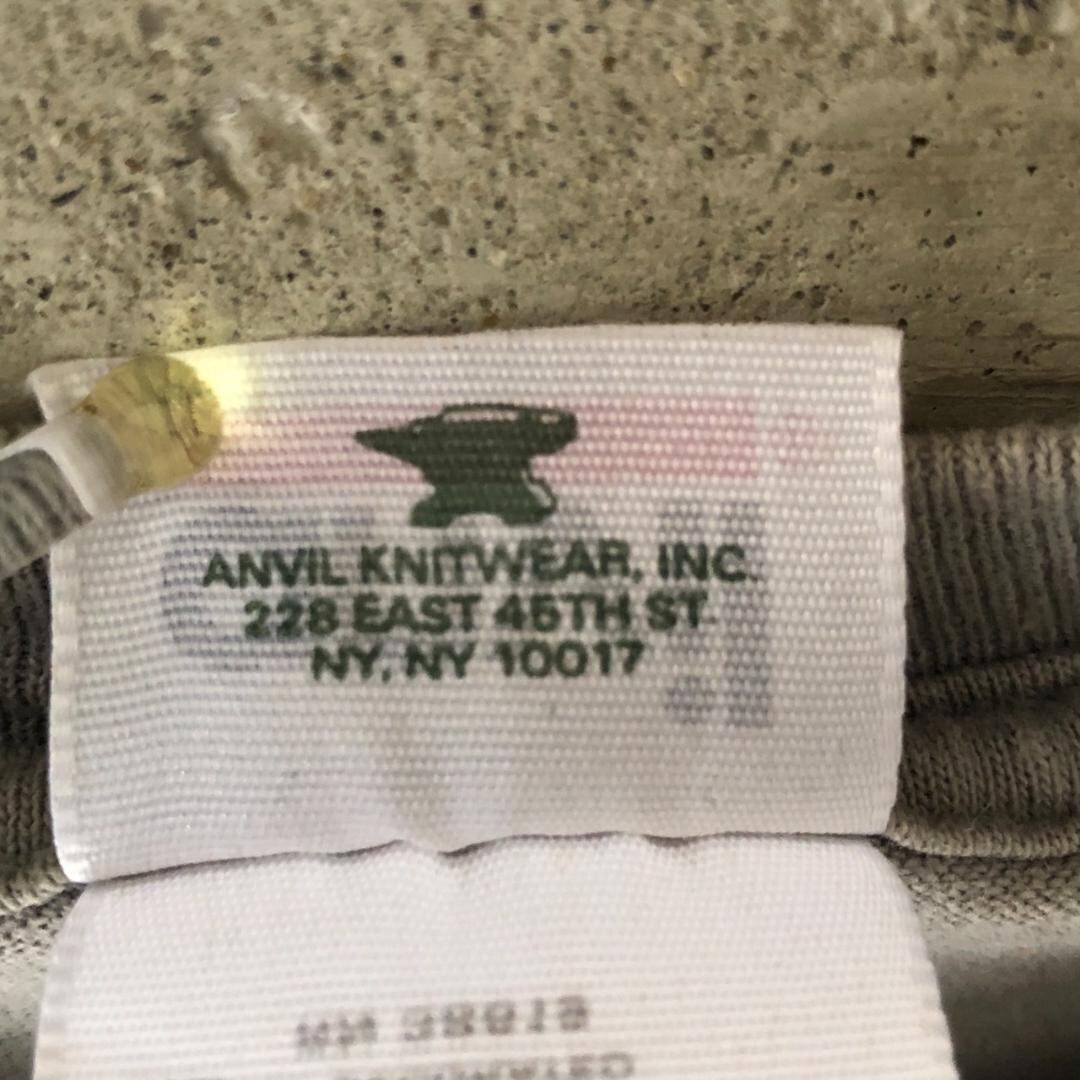 ANVIL KNITWEAR, INC.
228 EAST 45TH ST.
NY, NY 10017